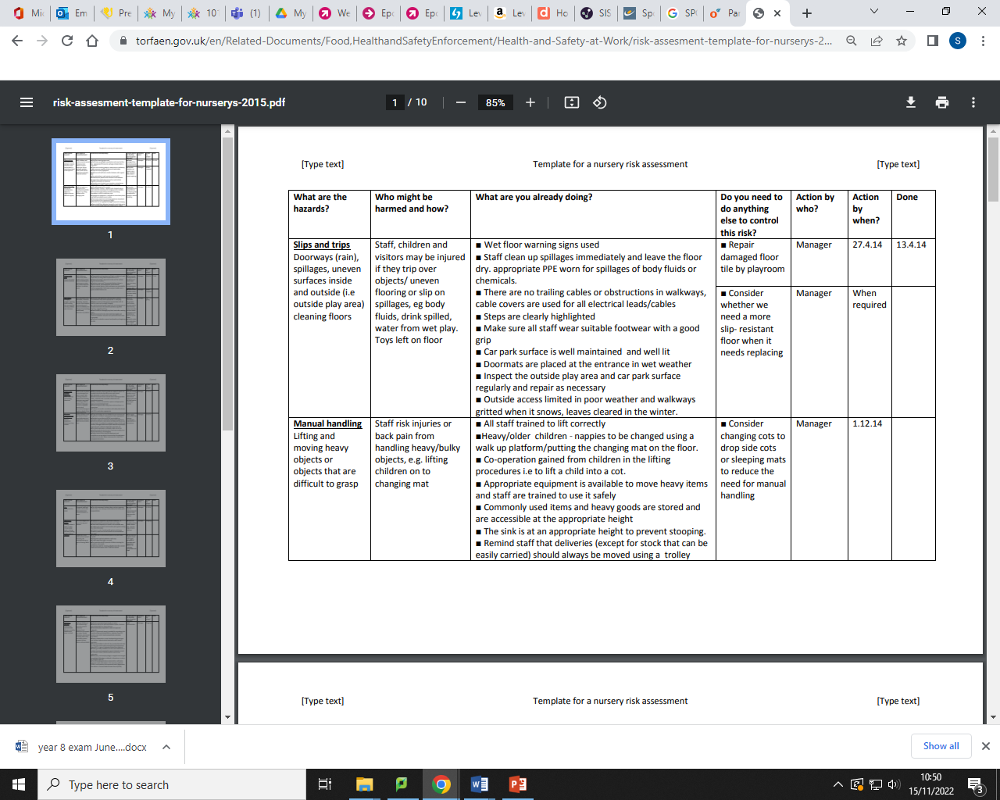 Mic
Em
Pre
My
10
(1)
My
We
Epo
Epo
Lev
Lev
Ho
SIS
Spo
SPO
Par
torfaen.gov.uk/en/Related-Documents/Food,HealthandSafetyEnforcement/Health-and-Safety-at-Work/risk-assesment-template-for-nurserys-2...
S
risk-assesment-template-for-nurserys-2015.pdf
1 / 10
85%
1
2
3
4
5
[Type text] Template for a nursery risk assessment [Type text]
What are the
hazards?
Who might be
harmed and how?
What are you already doing?
Do you need to
do anything
else to control
this risk?
Action by
who?
Action
by
when?
Done
Slips and trips
Doorways (rain),
spillages, uneven
surfaces inside
and outside (i.e
outside play area)
cleaning floors
Staff, children and
visitors may be injured
if they trip over
objects/ uneven
flooring or slip on
spillages, eg body
fluids, drink spilled,
water from wet play.
Toys left on floor
■ Wet floor warning signs used
■ Staff clean up spillages immediately and leave the floor
dry. appropriate PPE worn for spillages of body fluids or
chemicals.
■ There are no trailing cables or obstructions in walkways,
cable covers are used for all electrical leads/cables
■ Steps are clearly highlighted
■ Make sure all staff wear suitable footwear with a good
grip
■ Car park surface is well maintained and well lit
■ Doormats are placed at the entrance in wet weather
■ Inspect the outside play area and car park surface
regularly and repair as necessary
■ Outside access limited in poor weather and walkways
gritted when it snows, leaves cleared in the winter.
■ Repair
damaged floor
tile by playroom
Manager
27.4.14
13.4.14
■ Consider
whether we
need a more
slip- resistant
floor when it
needs replacing
Manager
When
required
Manual handling
Lifting and
moving heavy
objects or
objects that are
difficult to grasp
Staff risk injuries or
back pain from
handling heavy/bulky
objects, e.g. lifting
children on to
changing mat
■ All staff trained to lift correctly
■Heavy/older children - nappies to be changed using a
walk up platform/putting the changing mat on the floor.
■ Co-operation gained from children in the lifting
procedures i.e to lift a child into a cot.
■ Appropriate equipment is available to move heavy items
and staff are trained to use it safely
■ Commonly used items and heavy goods are stored and
are accessible at the appropriate height
■ The sink is at an appropriate height to prevent stooping.
■ Remind staff that deliveries (except for stock that can be
easily carried) should always be moved using a trolley
■ Consider
changing cots to
drop side cots
or sleeping mats
to reduce the
need for manual
handling
Manager
1.12.14
[Type text] Template for a nursery risk assessment [Type text]
year 8 exam June....docx
Show all
Type here to search
10:50
15/11/2022
3